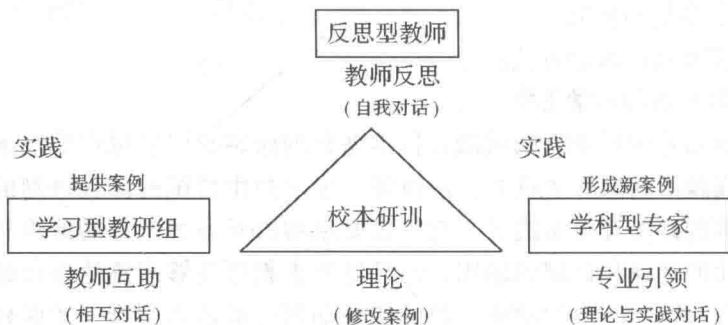 反思型教师
教师反思
（自我对话）
实践
实践
提供案例
形成新案例
学习型教研组
校本研训
学科型专家
教师互助
理论
专业引领
（相互对话）
（修改案例）
（理论与实践对话）